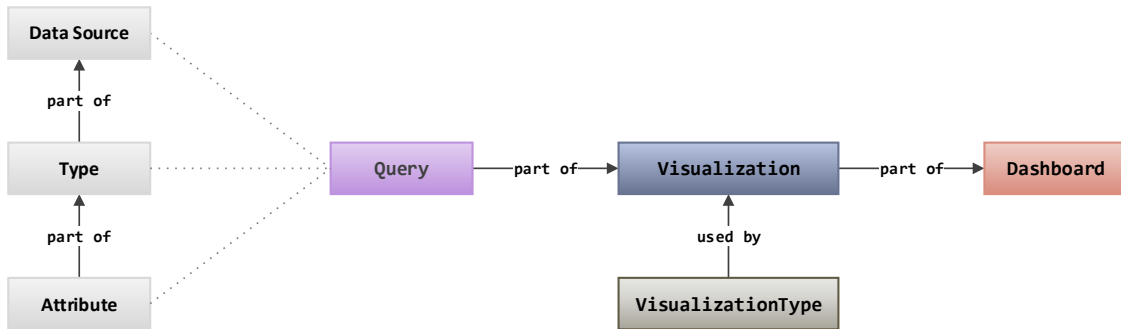 Data Source
part of
Type
Query
part of
Visualization
part of
Dashboard
part of
used by
Attribute
VisualizationType